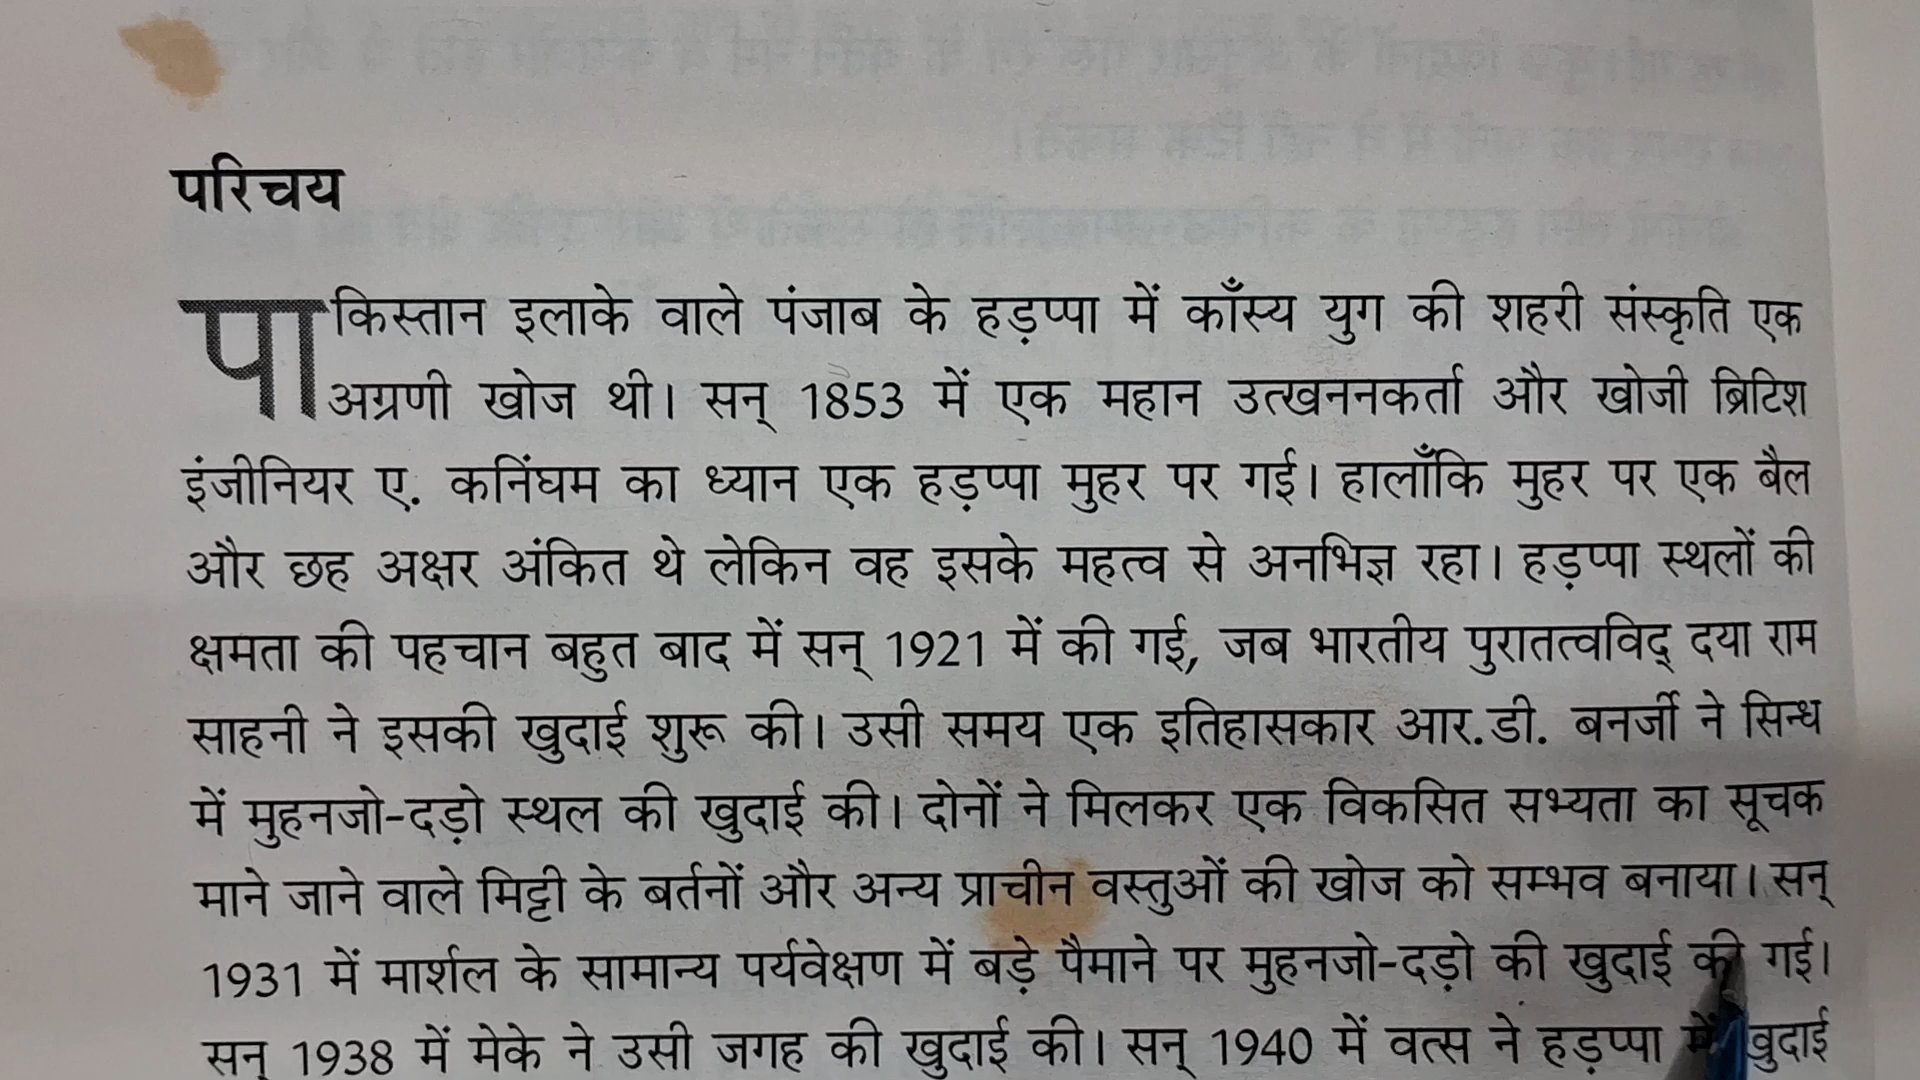 परिचय
पाकिस्तान इलाके वाले पंजाब के हड़प्पा में काँस्य युग की शहरी संस्कृति एक
अग्रणी खोज थी। सन् 1853 में एक महान उत्खननकर्ता और खोजी ब्रिटिश
इंजीनियर ए. कनिंघम का ध्यान एक हड़प्पा मुहर पर गई। हालाँकि मुहर पर एक बैल
और छह अक्षर अंकित थे लेकिन वह इसके महत्व से अनभिज्ञ रहा। हड़प्पा स्थलों की
क्षमता की पहचान बहुत बाद में सन् 1921 में की गई, जब भारतीय पुरातत्वविद् दया राम
साहनी ने इसकी खुदाई शुरू की। उसी समय एक इतिहासकार आर.डी. बनर्जी ने सिन्ध
में मुहनजो-दड़ो स्थल की खुदाई की। दोनों ने मिलकर एक विकसित सभ्यता का सूचक
माने जाने वाले मिट्टी के बर्तनों और अन्य प्राचीन वस्तुओं की खोज को सम्भव बनाया। सन्
1931 में मार्शल के सामान्य पर्यवेक्षण में बड़े पैमाने पर मुहनजो-दड़ो की खुदाई की गई।
सन् 1938 में मेके ने उसी जगह की खुदाई की। सन् 1940 में वत्स ने हड़प्पा में खुदाई